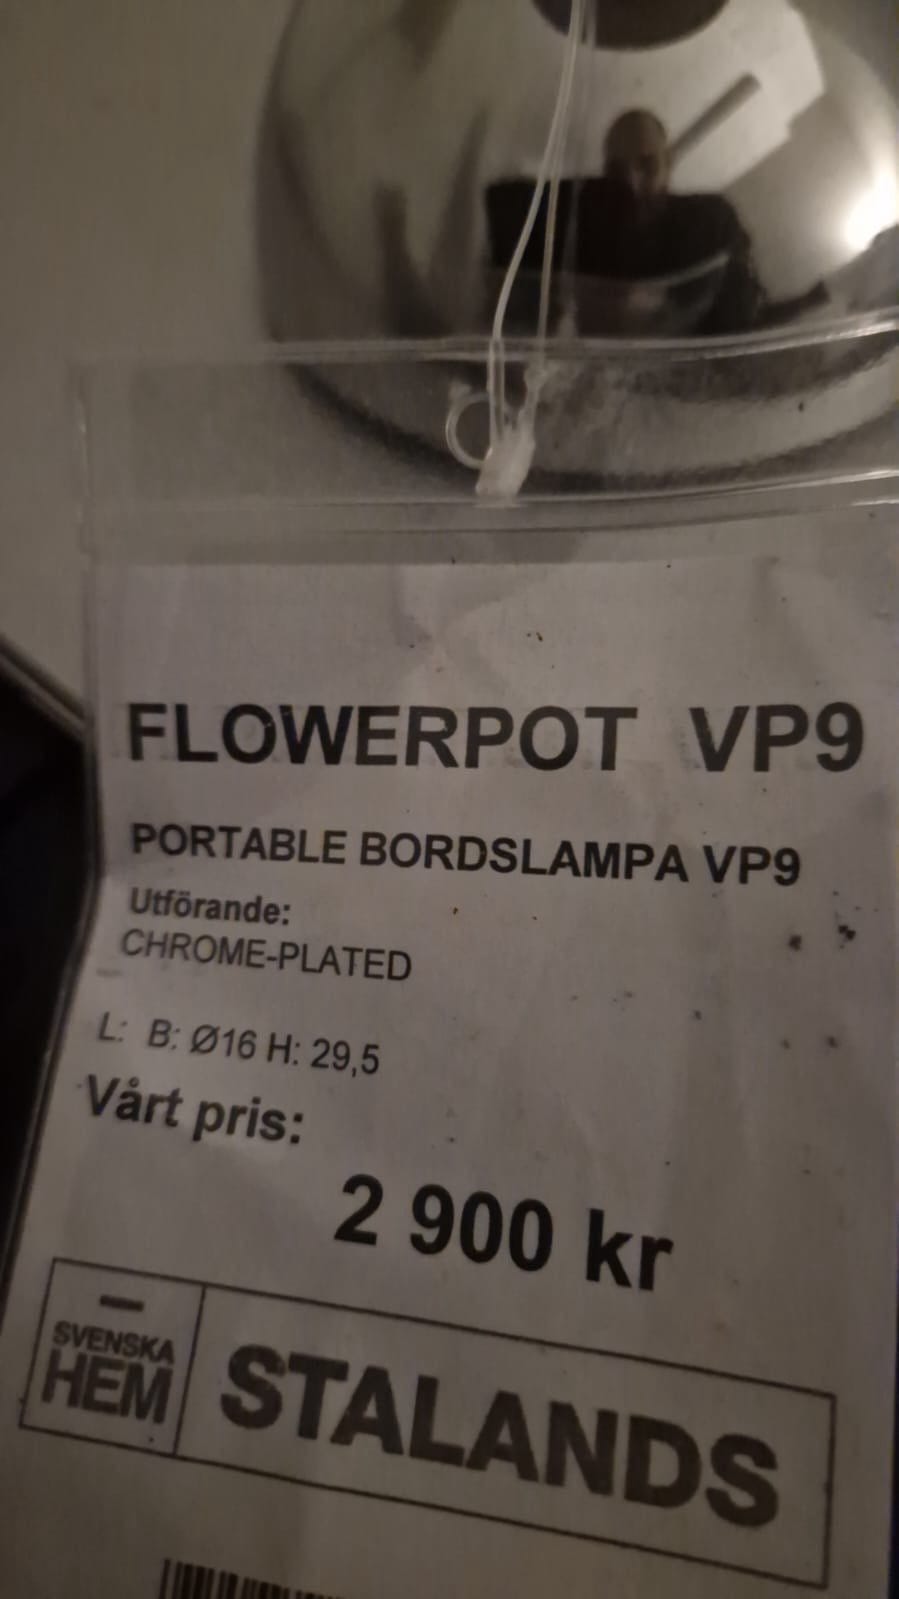 FLOWERPOT VP9
PORTABLE BORDSLAMPA VP9
Utförande:
CHROME-PLATED
L: B: Ø16 H: 29,5
Vårt pris:
2 900 kr
SVENSKA
HEM
STALANDS